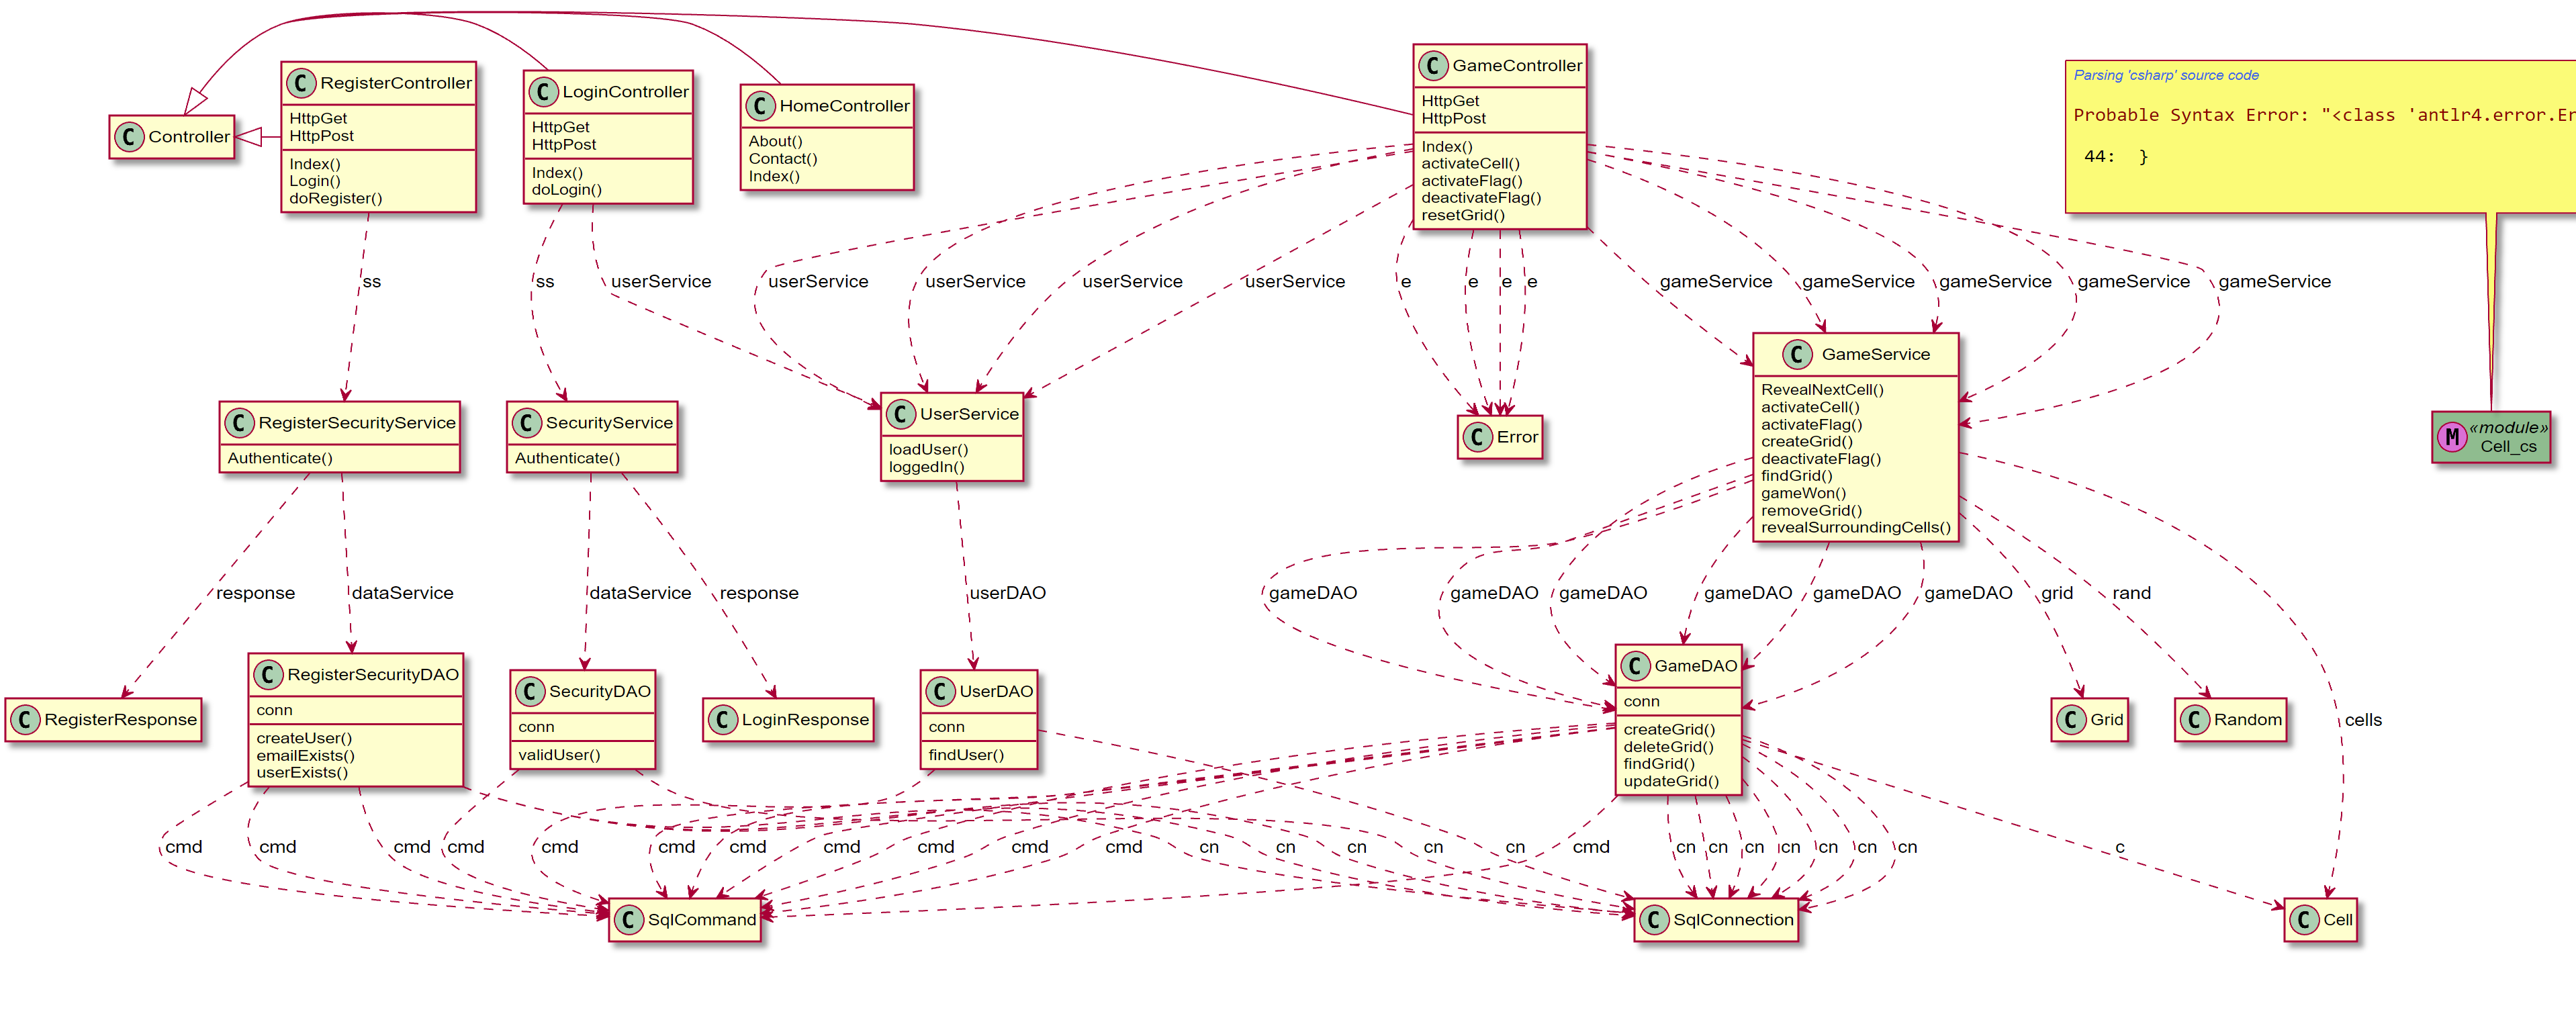 C RegisterController
HttpGet
HttpPost
Index()
Login()
doRegister()
C LoginController
HttpGet
HttpPost
Index()
doLogin()
C HomeController
About()
Contact()
Index()
C GameController
HttpGet
HttpPost
Index()
activateCell()
activateFlag()
deactivateFlag()
resetGrid()
Parsing 'csharp' source code
Probable Syntax Error: "<class 'antlr4.error.Er
44: }
C Controller
ss
ss
userService
userService
userService
userService
userService
e
e
e
e
gameService
gameService
gameService
gameService
gameService
C RegisterSecurityService
Authenticate()
C SecurityService
Authenticate()
C UserService
loadUser()
loggedIn()
C Error
C GameService
RevealNextCell()
activateCell()
activateFlag()
createGrid()
deactivateFlag()
findGrid()
gameWon()
removeGrid()
revealSurroundingCells()
M «module»
Cell_cs
response
dataService
dataService
response
userDAO
gameDAO
gameDAO
gameDAO
gameDAO
gameDAO
gameDAO
grid
rand
C RegisterResponse
C RegisterSecurityDAO
conn
createUser()
emailExists()
userExists()
C SecurityDAO
conn
validUser()
C LoginResponse
C UserDAO
conn
findUser()
C GameDAO
conn
createGrid()
deleteGrid()
findGrid()
updateGrid()
C Grid
C Random
cells
cmd
cmd
cmd
cmd
cmd
cmd
cmd
cmd
cmd
cmd
cmd
cn
cn
cn
cn
cn
cmd
cn
cn
cn
cn
cn
cn
cn
c
C SqlCommand
C SqlConnection
C Cell